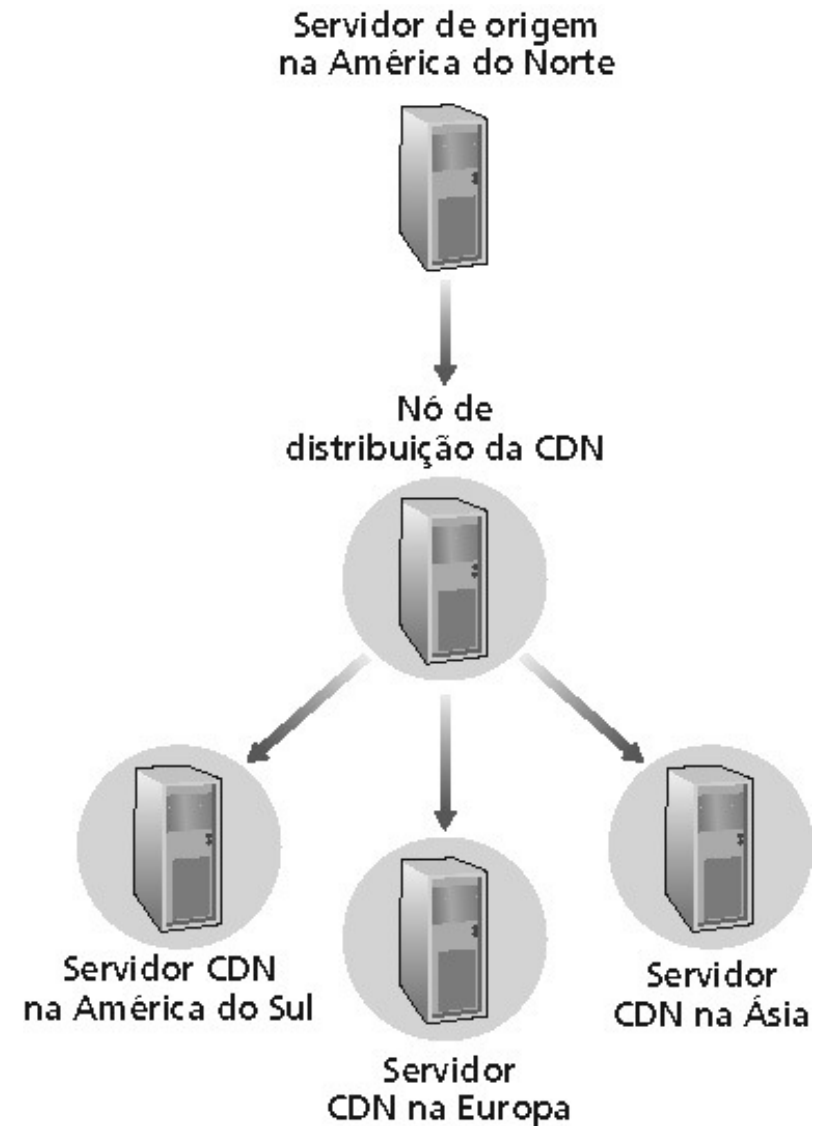 Servidor de origem
na América do Norte
Nó de
distribuição da CDN
Servidor CDN
na América do Sul
Servidor
CDN na Europa
Servidor
CDN na Ásia